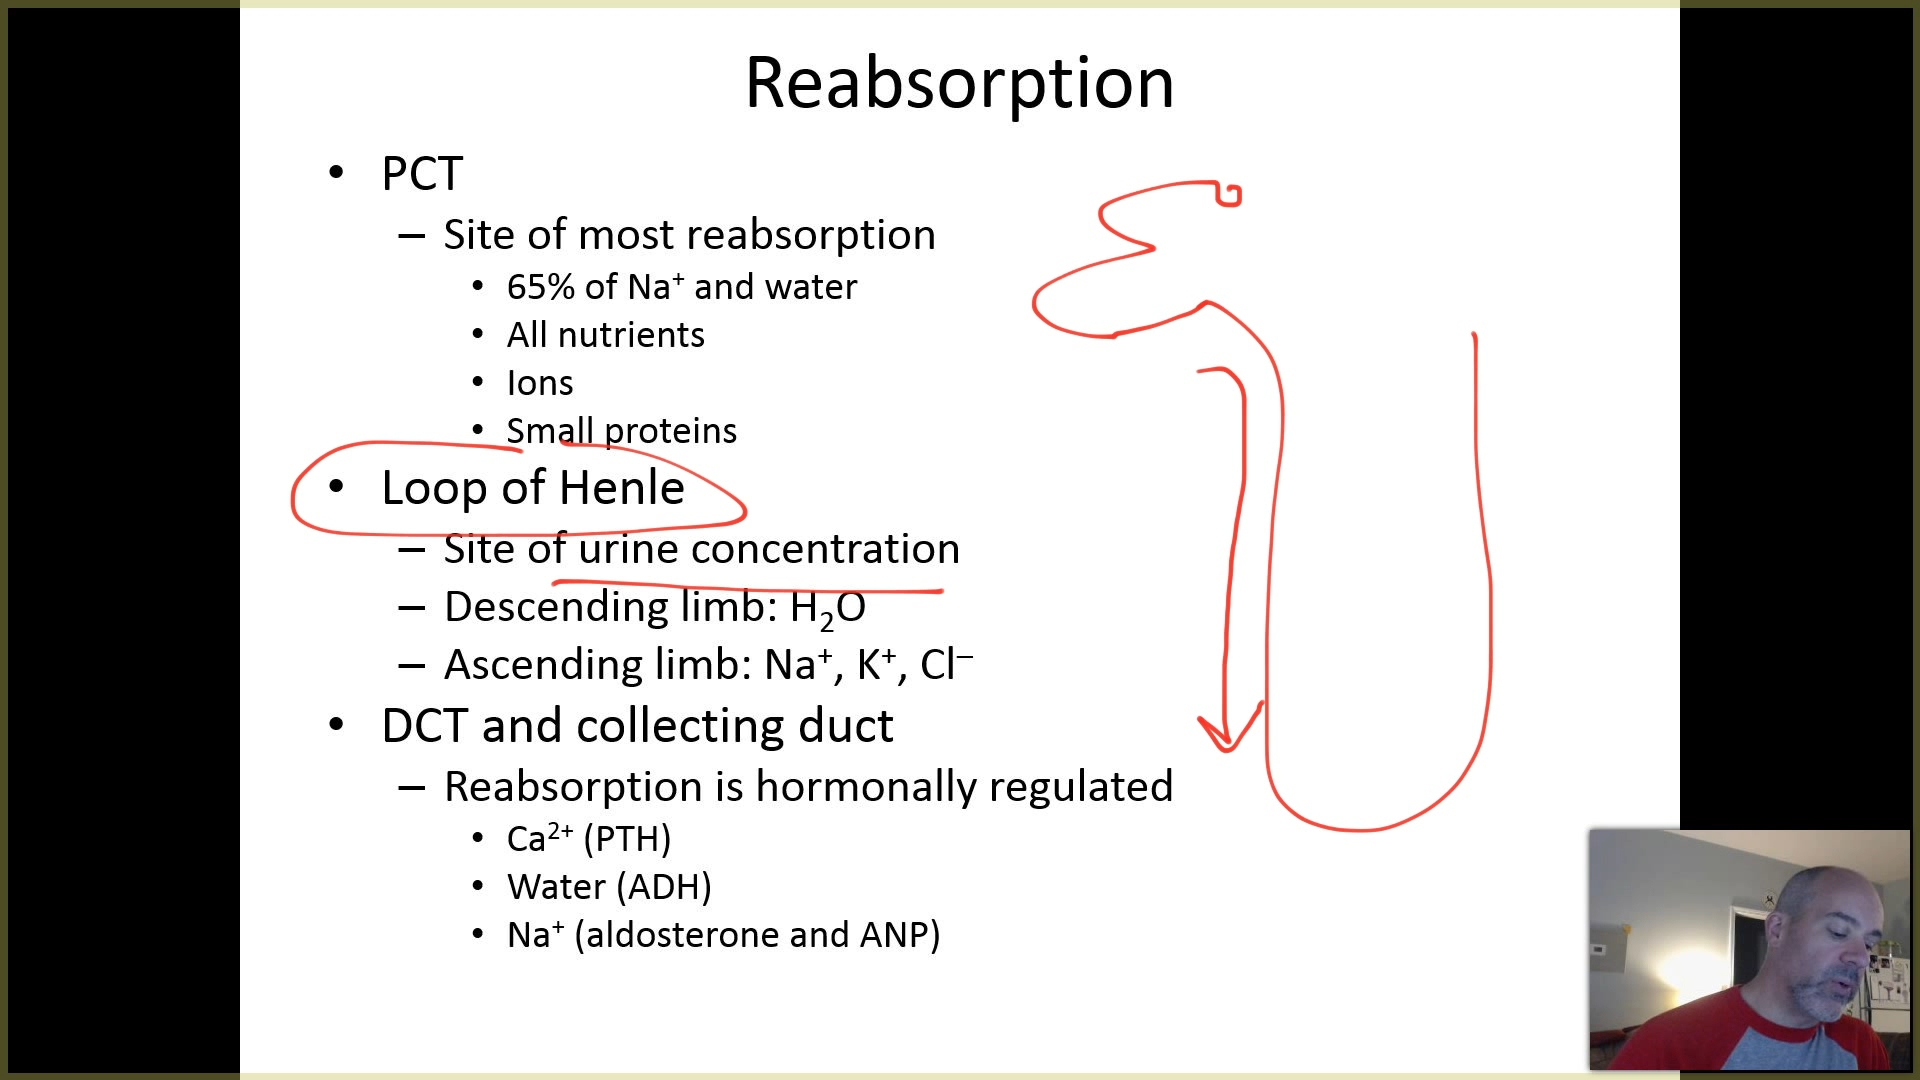 Reabsorption
• PCT
– Site of most reabsorption
• 65% of Na⁺ and water
• All nutrients
• Ions
• Small proteins
• Loop of Henle
– Site of urine concentration
– Descending limb: H₂O
– Ascending limb: Na⁺, K⁺, Cl⁻
• DCT and collecting duct
– Reabsorption is hormonally regulated
• Ca²⁺ (PTH)
• Water (ADH)
• Na⁺ (aldosterone and ANP)